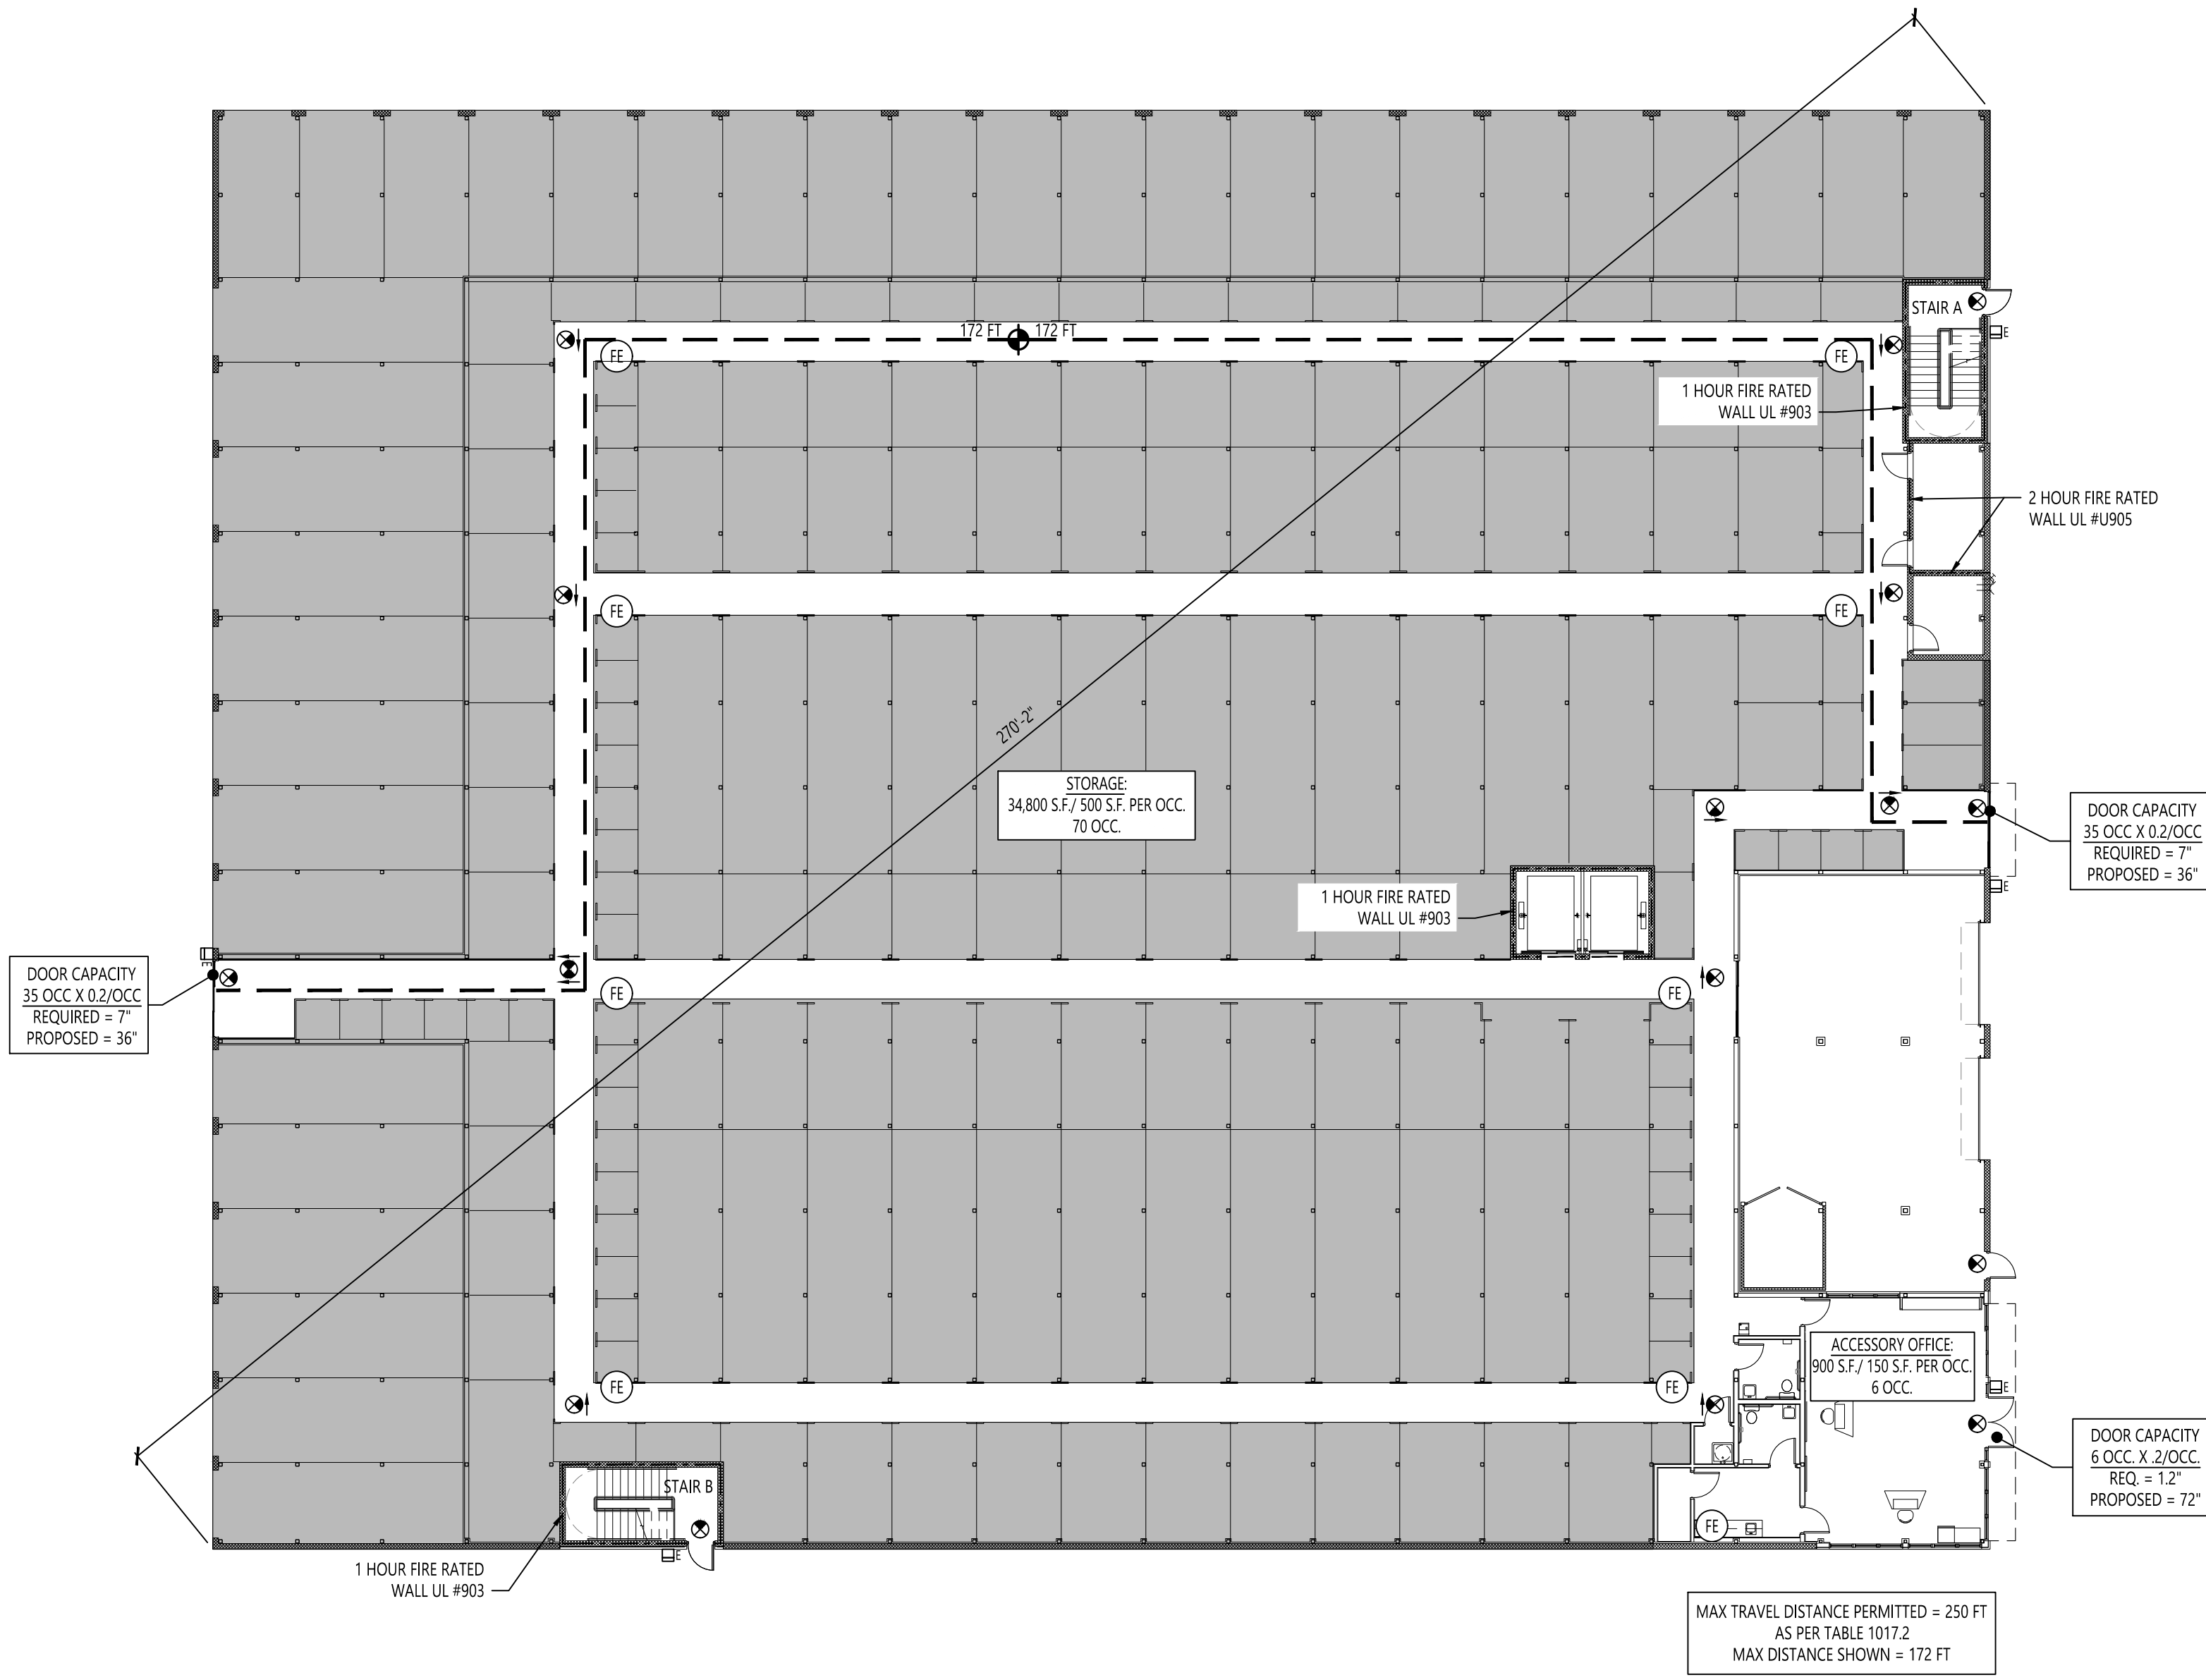 STAIR A
E
172 FT 172 FT
FE
FE
1 HOUR FIRE RATED
WALL UL #903
2 HOUR FIRE RATED
WALL UL #U905
FE
FE
270'-2"
STORAGE:
34,800 S.F./ 500 S.F. PER OCC.
70 OCC.
DOOR CAPACITY
35 OCC X 0.2/OCC
REQUIRED = 7"
PROPOSED = 36"
E
1 HOUR FIRE RATED
WALL UL #903
E
DOOR CAPACITY
35 OCC X 0.2/OCC
REQUIRED = 7"
PROPOSED = 36"
FE
FE
ACCESSORY OFFICE:
900 S.F./ 150 S.F. PER OCC.
6 OCC.
E
FE
FE
DOOR CAPACITY
6 OCC. X .2/OCC.
REQ. = 1.2"
PROPOSED = 72"
STAIR B
FE
E
1 HOUR FIRE RATED
WALL UL #903
MAX TRAVEL DISTANCE PERMITTED = 250 FT
AS PER TABLE 1017.2
MAX DISTANCE SHOWN = 172 FT